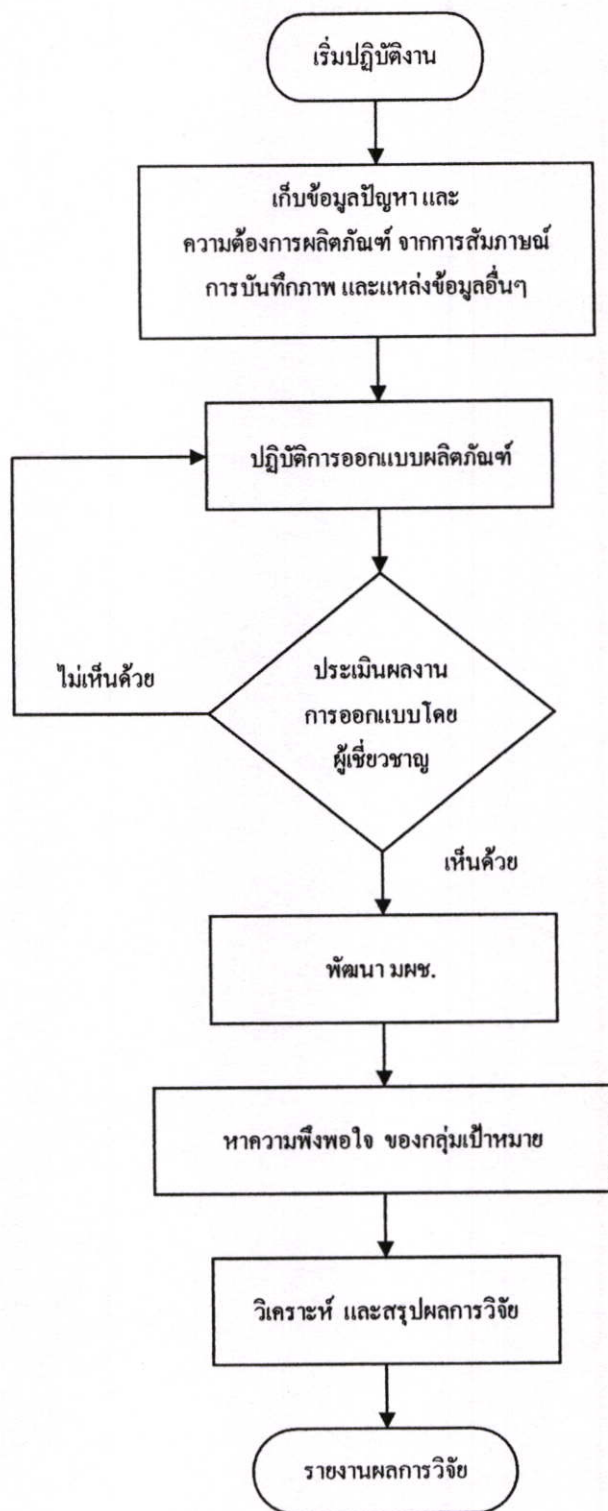 เริ่มปฏิบัติงาน
เก็บข้อมูลปัญหา และ
ความต้องการผลิตภัณฑ์ จากการสัมภาษณ์
การบันทึกภาพ และแหล่งข้อมูลอื่นๆ
ปฏิบัติการออกแบบผลิตภัณฑ์
ประเมินผลงาน
การออกแบบโดย
ผู้เชี่ยวชาญ
ไม่เห็นด้วย
เห็นด้วย
พัฒนา มผช.
หาความพึงพอใจ ของกลุ่มเป้าหมาย
วิเคราะห์ และสรุปผลการวิจัย
รายงานผลการวิจัย